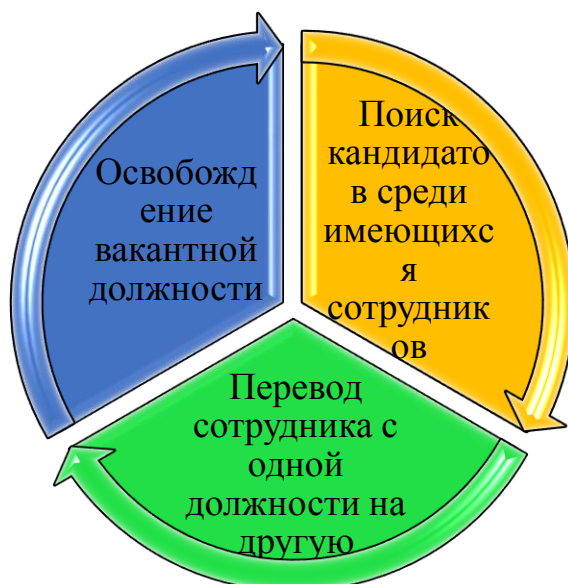 Освобожд
ение
вакантной
должности
Поиск
кандидато
в среди
имеющихс
я
сотрудник
ов
Перевод
сотрудника с
одной
должности на
другую